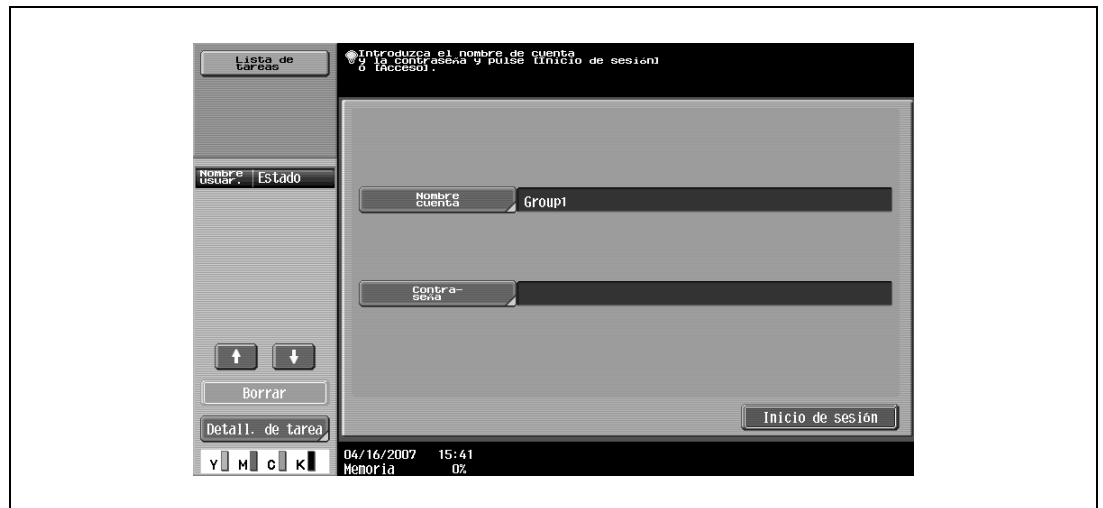 Lista de
tareas
Introduzca el nombre de cuenta
y la contraseña y pulse [Inicio de sesión]
o [Acceso].
Nombre
usuar.
Estado
Nombre
cuenta
Group1
Contra-
seña
Borrar
Inicio de sesión
Detall. de tarea
Y M C K
04/16/2007 15:41
Memoria 0%